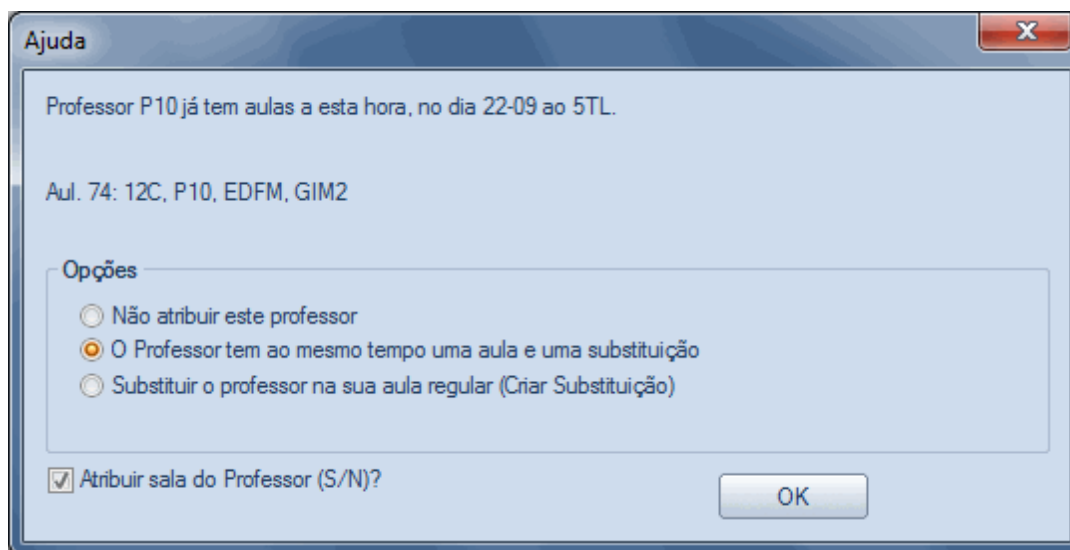 Ajuda
Professor P10 já tem aulas a esta hora, no dia 22-09 ao 5TL.
Aul. 74: 12C, P10, EDFM, GIM2
Opções
Não atribuir este professor
O Professor tem ao mesmo tempo uma aula e uma substituição
Substituir o professor na sua aula regular (Criar Substituição)
Atribuir sala do Professor (S/N)?
OK